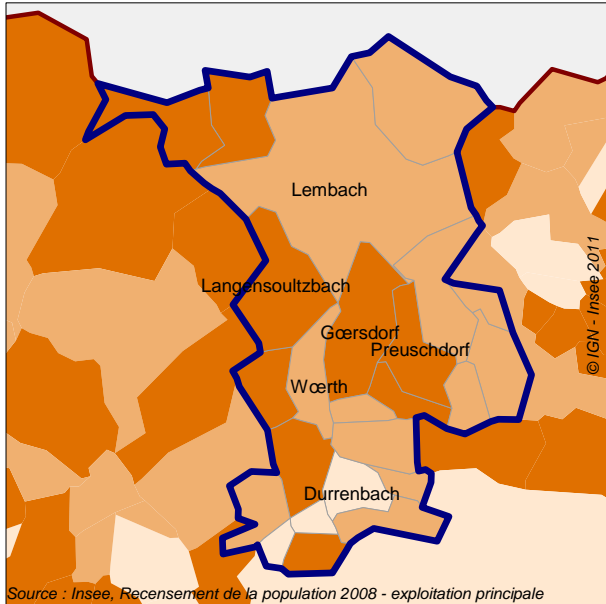 Lembach
Langensoultzbach
Gœrsdorf
Preuschdorf
Wœrth
Durrenbach
© IGN - Insee 2011
Source : Insee, Recensement de la population 2008 - exploitation principale